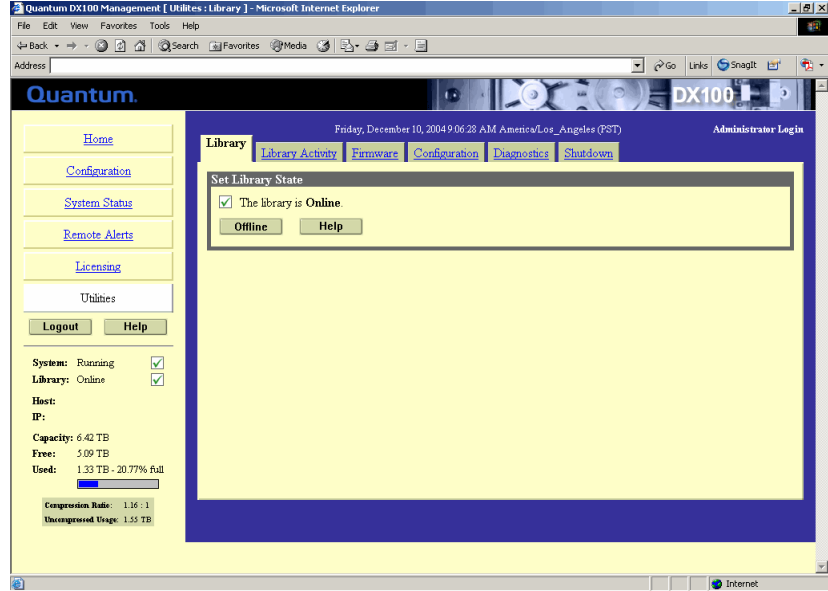 Quantum DX100 Management [ Utilites : Library ] - Microsoft Internet Explorer
File Edit View Favorites Tools Help
Back Search Favorites Media
Address Go Links SnagIt
Quantum. DX100
Friday, December 10, 2004 9:06:28 AM America/Los_Angeles (PST) Administrator Login
Home
Configuration
System Status
Remote Alerts
Licensing
Utilities
Logout Help
System: Running
Library: Online
Host:
IP:
Capacity: 6.42 TB
Free: 5.09 TB
Used: 1.33 TB - 20.77% full
Compression Ratio: 1.16 : 1
Uncompressed Usage: 1.55 TB
Library Library Activity Firmware Configuration Diagnostics Shutdown
Set Library State
The library is Online.
Offline Help
Internet